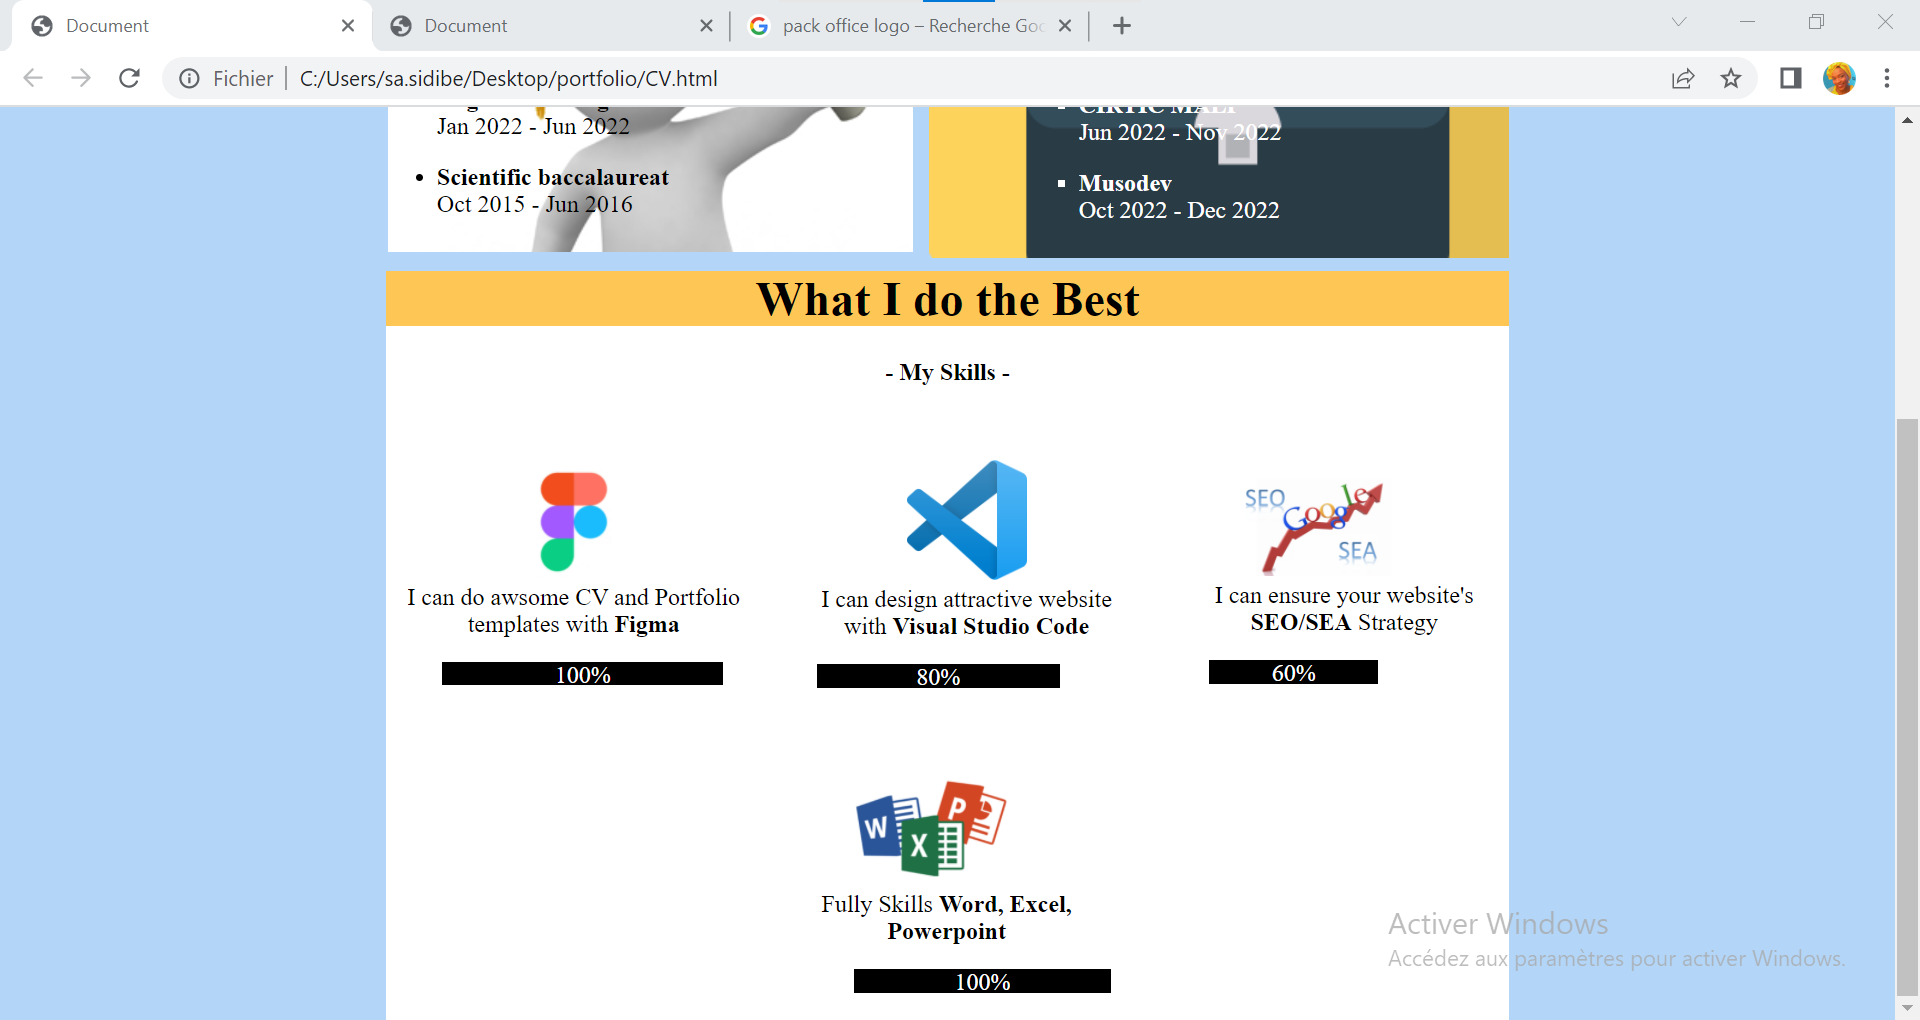 Document
Document
pack office logo – Recherche Goo
Fichier
C:/Users/sa.sidibe/Desktop/portfolio/CV.html
Jan 2022 - Jun 2022
Scientific baccalaureat
Oct 2015 - Jun 2016
CIRTIC MALI
Jun 2022 - Nov 2022
Musodev
Oct 2022 - Dec 2022
What I do the Best
- My Skills -
I can do awsome CV and Portfolio
templates with Figma
100%
I can design attractive website
with Visual Studio Code
80%
SEO
Google
SEA
I can ensure your website's
SEO/SEA Strategy
60%
W
X
P
Fully Skills Word, Excel,
Powerpoint
100%
Activer Windows
Accédez aux paramètres pour activer Windows.